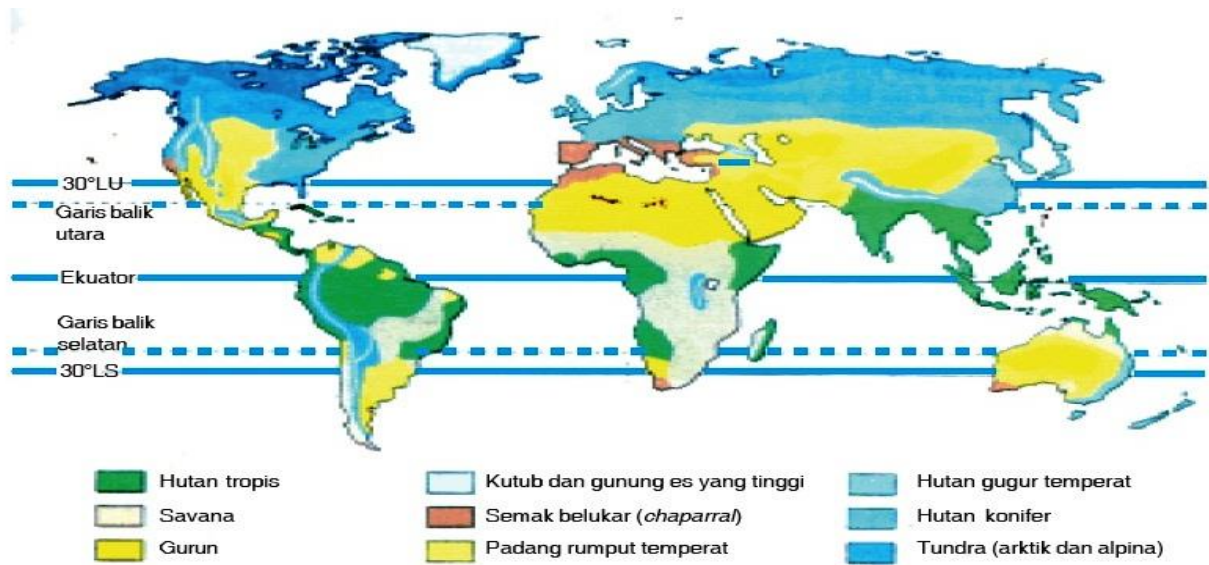 30°LU
Garis balik
utara
Ekuator
Garis balik
selatan
30°LS
Hutan tropis
Savana
Gurun
Kutub dan gunung es yang tinggi
Semak belukar (chaparral)
Padang rumput temperat
Hutan gugur temperat
Hutan konifer
Tundra (arktik dan alpina)